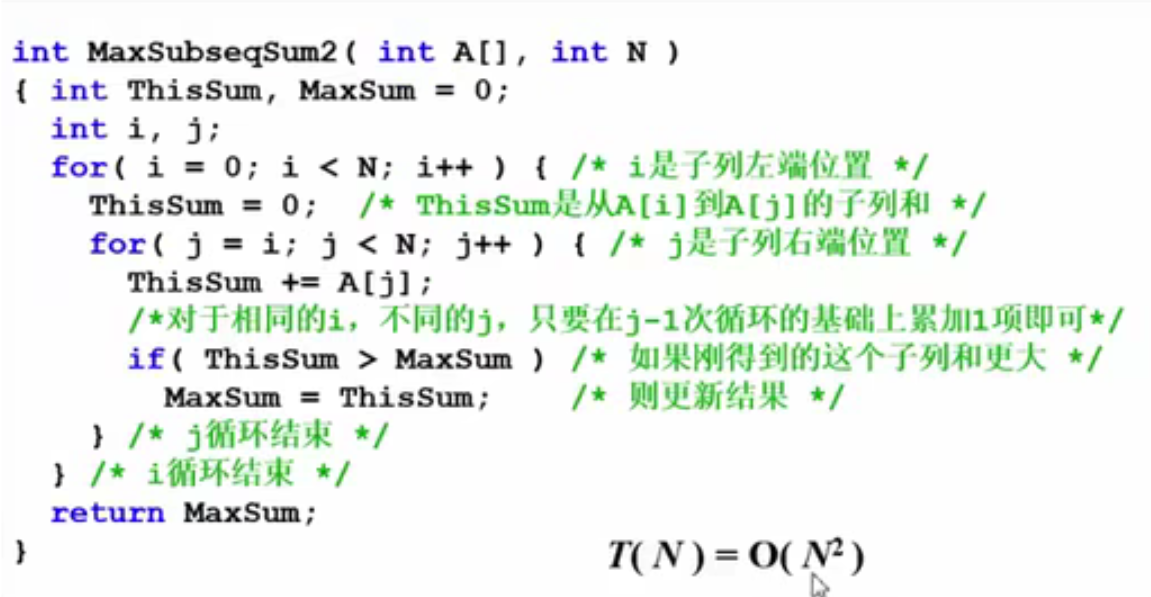 int MaxSubseqSum2( int A[], int N )
{ int ThisSum, MaxSum = 0;
int i, j;
for( i = 0; i < N; i++ ) { /* i是子列左端位置 */
ThisSum = 0; /* ThisSum是从A[i]到A[j]的子列和 */
for( j = i; j < N; j++ ) { /* j是子列右端位置 */
ThisSum += A[j];
/*对于相同的i，不同的j，只要在j-1次循环的基础上累加1项即可*/
if( ThisSum > MaxSum ) /* 如果刚得到的这个子列和更大 */
MaxSum = ThisSum; /* 则更新结果 */
} /* j循环结束 */
} /* i循环结束 */
return MaxSum;
}
T( N ) = O( N² )